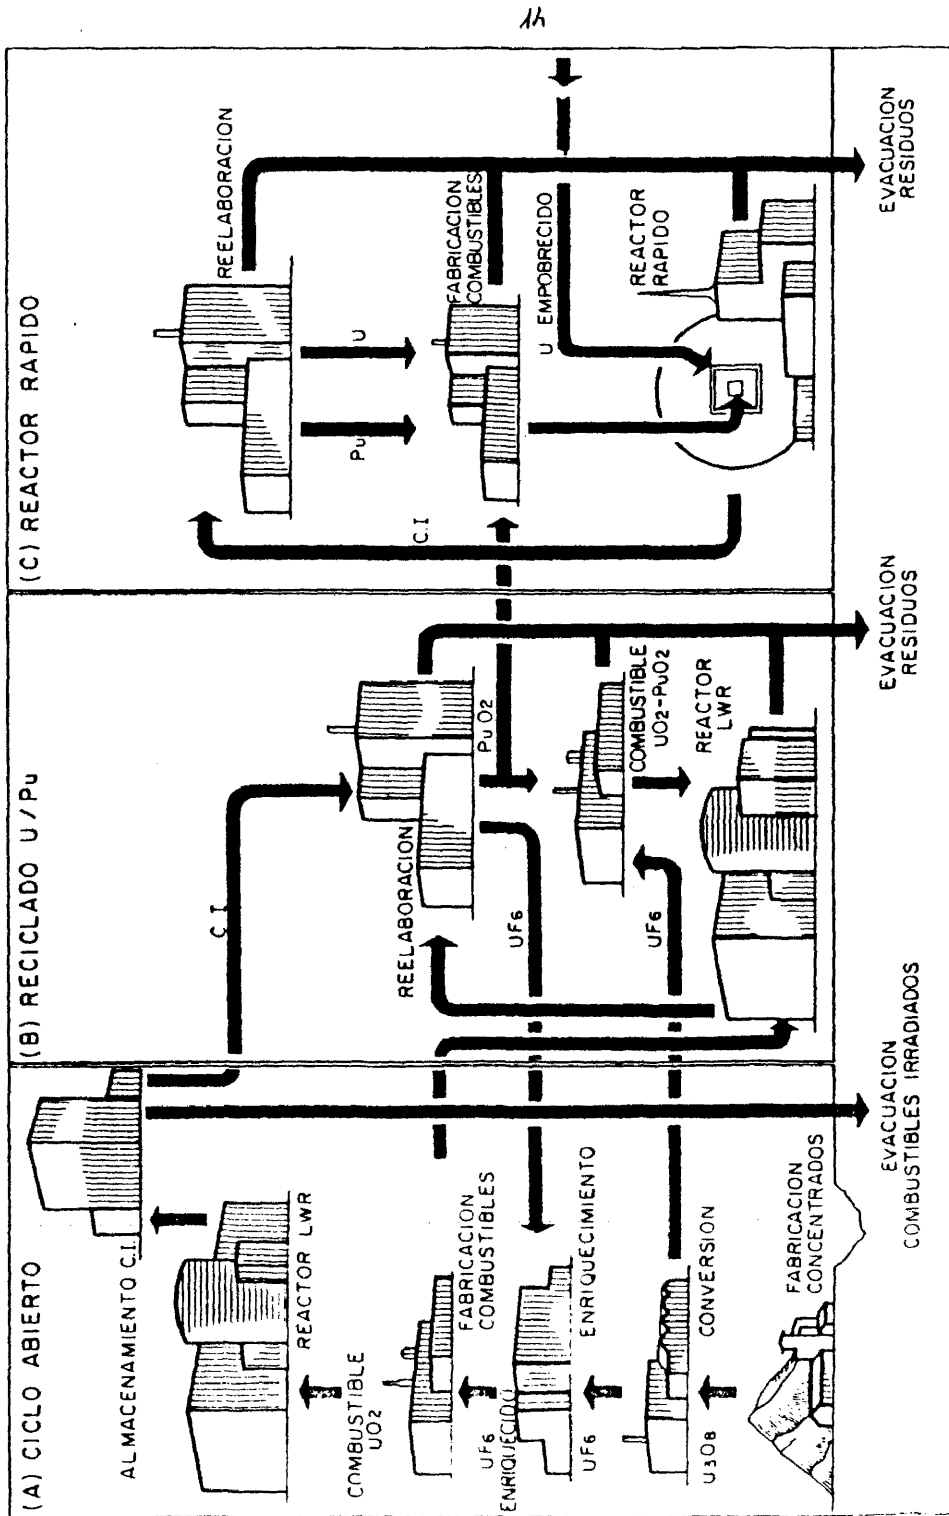 14
(A) CICLO ABIERTO
ALMACENAMIENTO C.I.
REACTOR LWR
COMBUSTIBLE
UO2
FABRICACION
COMBUSTIBLES
UF6
ENRIQUECIDO
ENRIQUECIMIENTO
UF6
CONVERSION
U3O8
FABRICACION
CONCENTRADOS
EVACUACION
COMBUSTIBLES IRRADIADOS
(B) RECICLADO U/Pu
C.I
REELABORACION
PuO2
UF6
COMBUSTIBLE
UO2-PuO2
UF6
REACTOR
LWR
EVACUACION
RESIDUOS
(C) REACTOR RAPIDO
REELABORACION
Pu
U
C.I
FABRICACION
COMBUSTIBLES
U EMPOBRECIDO
REACTOR
RAPIDO
EVACUACION
RESIDUOS